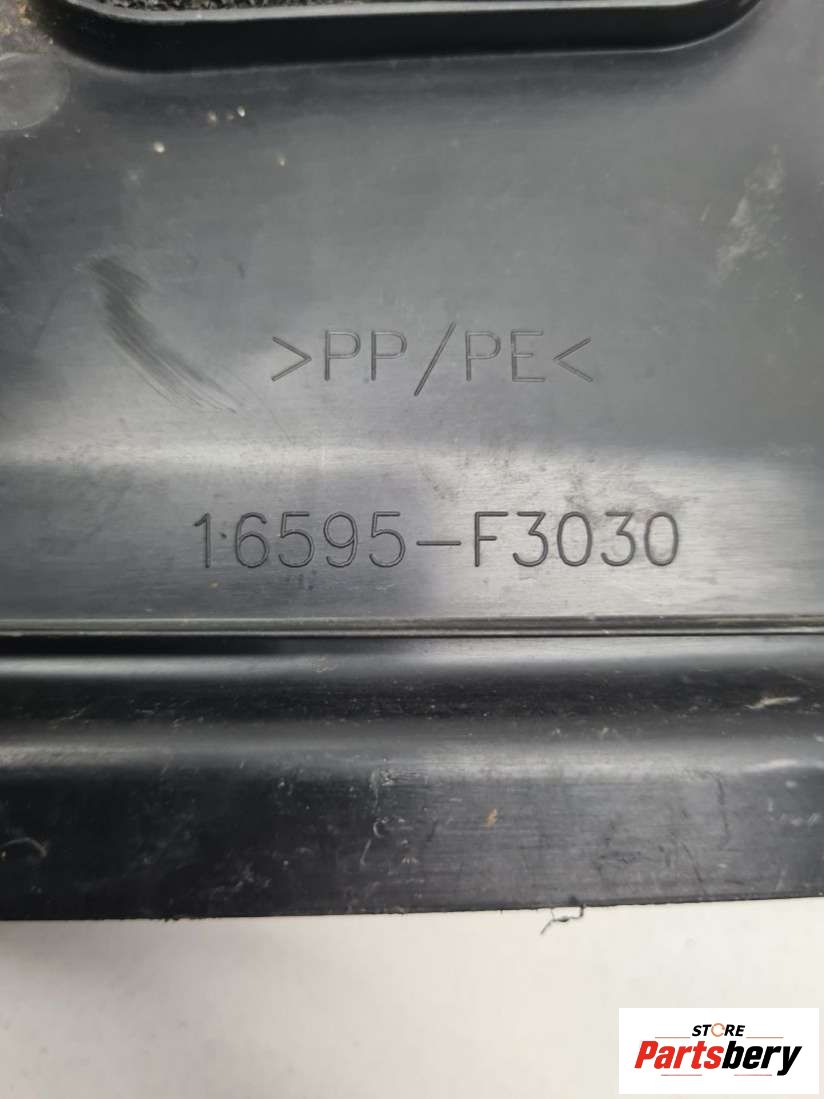 >PP/PE<
16595-F3030
STORE
Partsbery